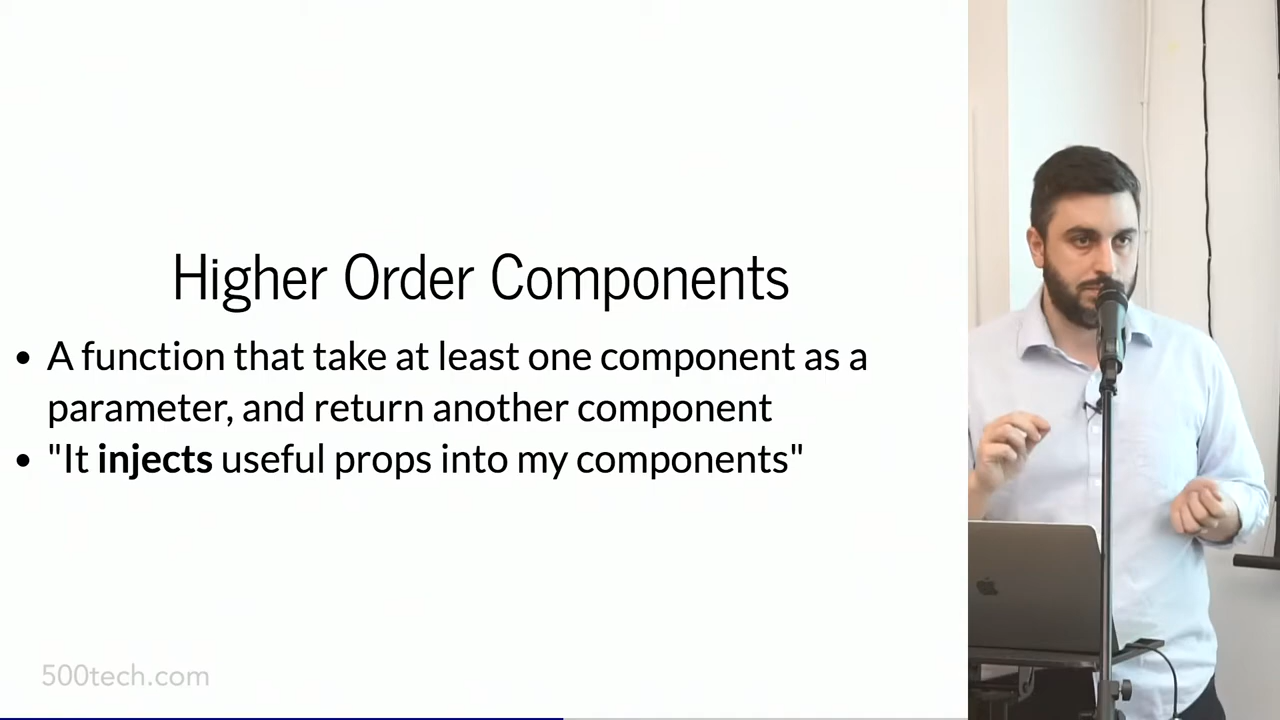 Higher Order Components
• A function that take at least one component as a
parameter, and return another component
• "It injects useful props into my components"
500tech.com